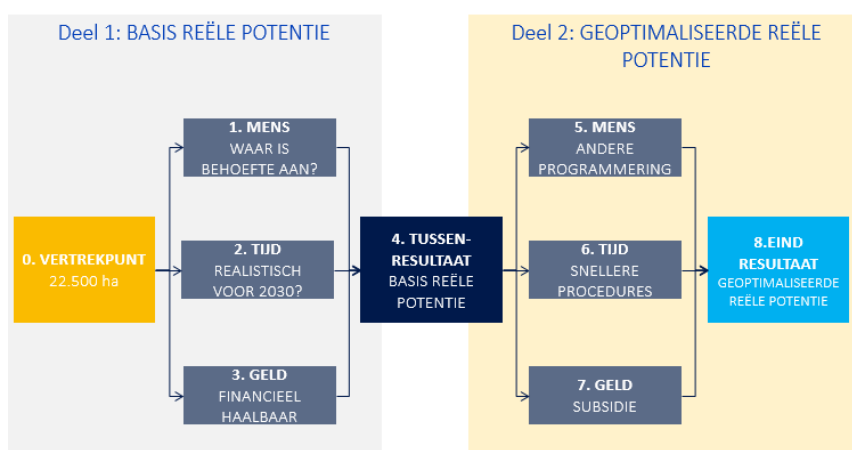 Deel 1: BASIS REËLE POTENTIE
Deel 2: GEOPTIMALISEERDE REËLE
POTENTIE
0. VERTREKPUNT
22.500 ha
1. MENS
WAAR IS
BEHOEFTE AAN?
2. TIJD
REALISTISCH
VOOR 2030?
3. GELD
FINANCIEEL
HAALBAAR
4. TUSSEN-
RESULTAAT
BASIS REËLE
POTENTIE
5. MENS
ANDERE
PROGRAMMERING
6. TIJD
SNELLERE
PROCEDURES
7. GELD
SUBSIDIE
8.EIND
RESULTAAT
GEOPTIMALISEERDE
REËLE POTENTIE